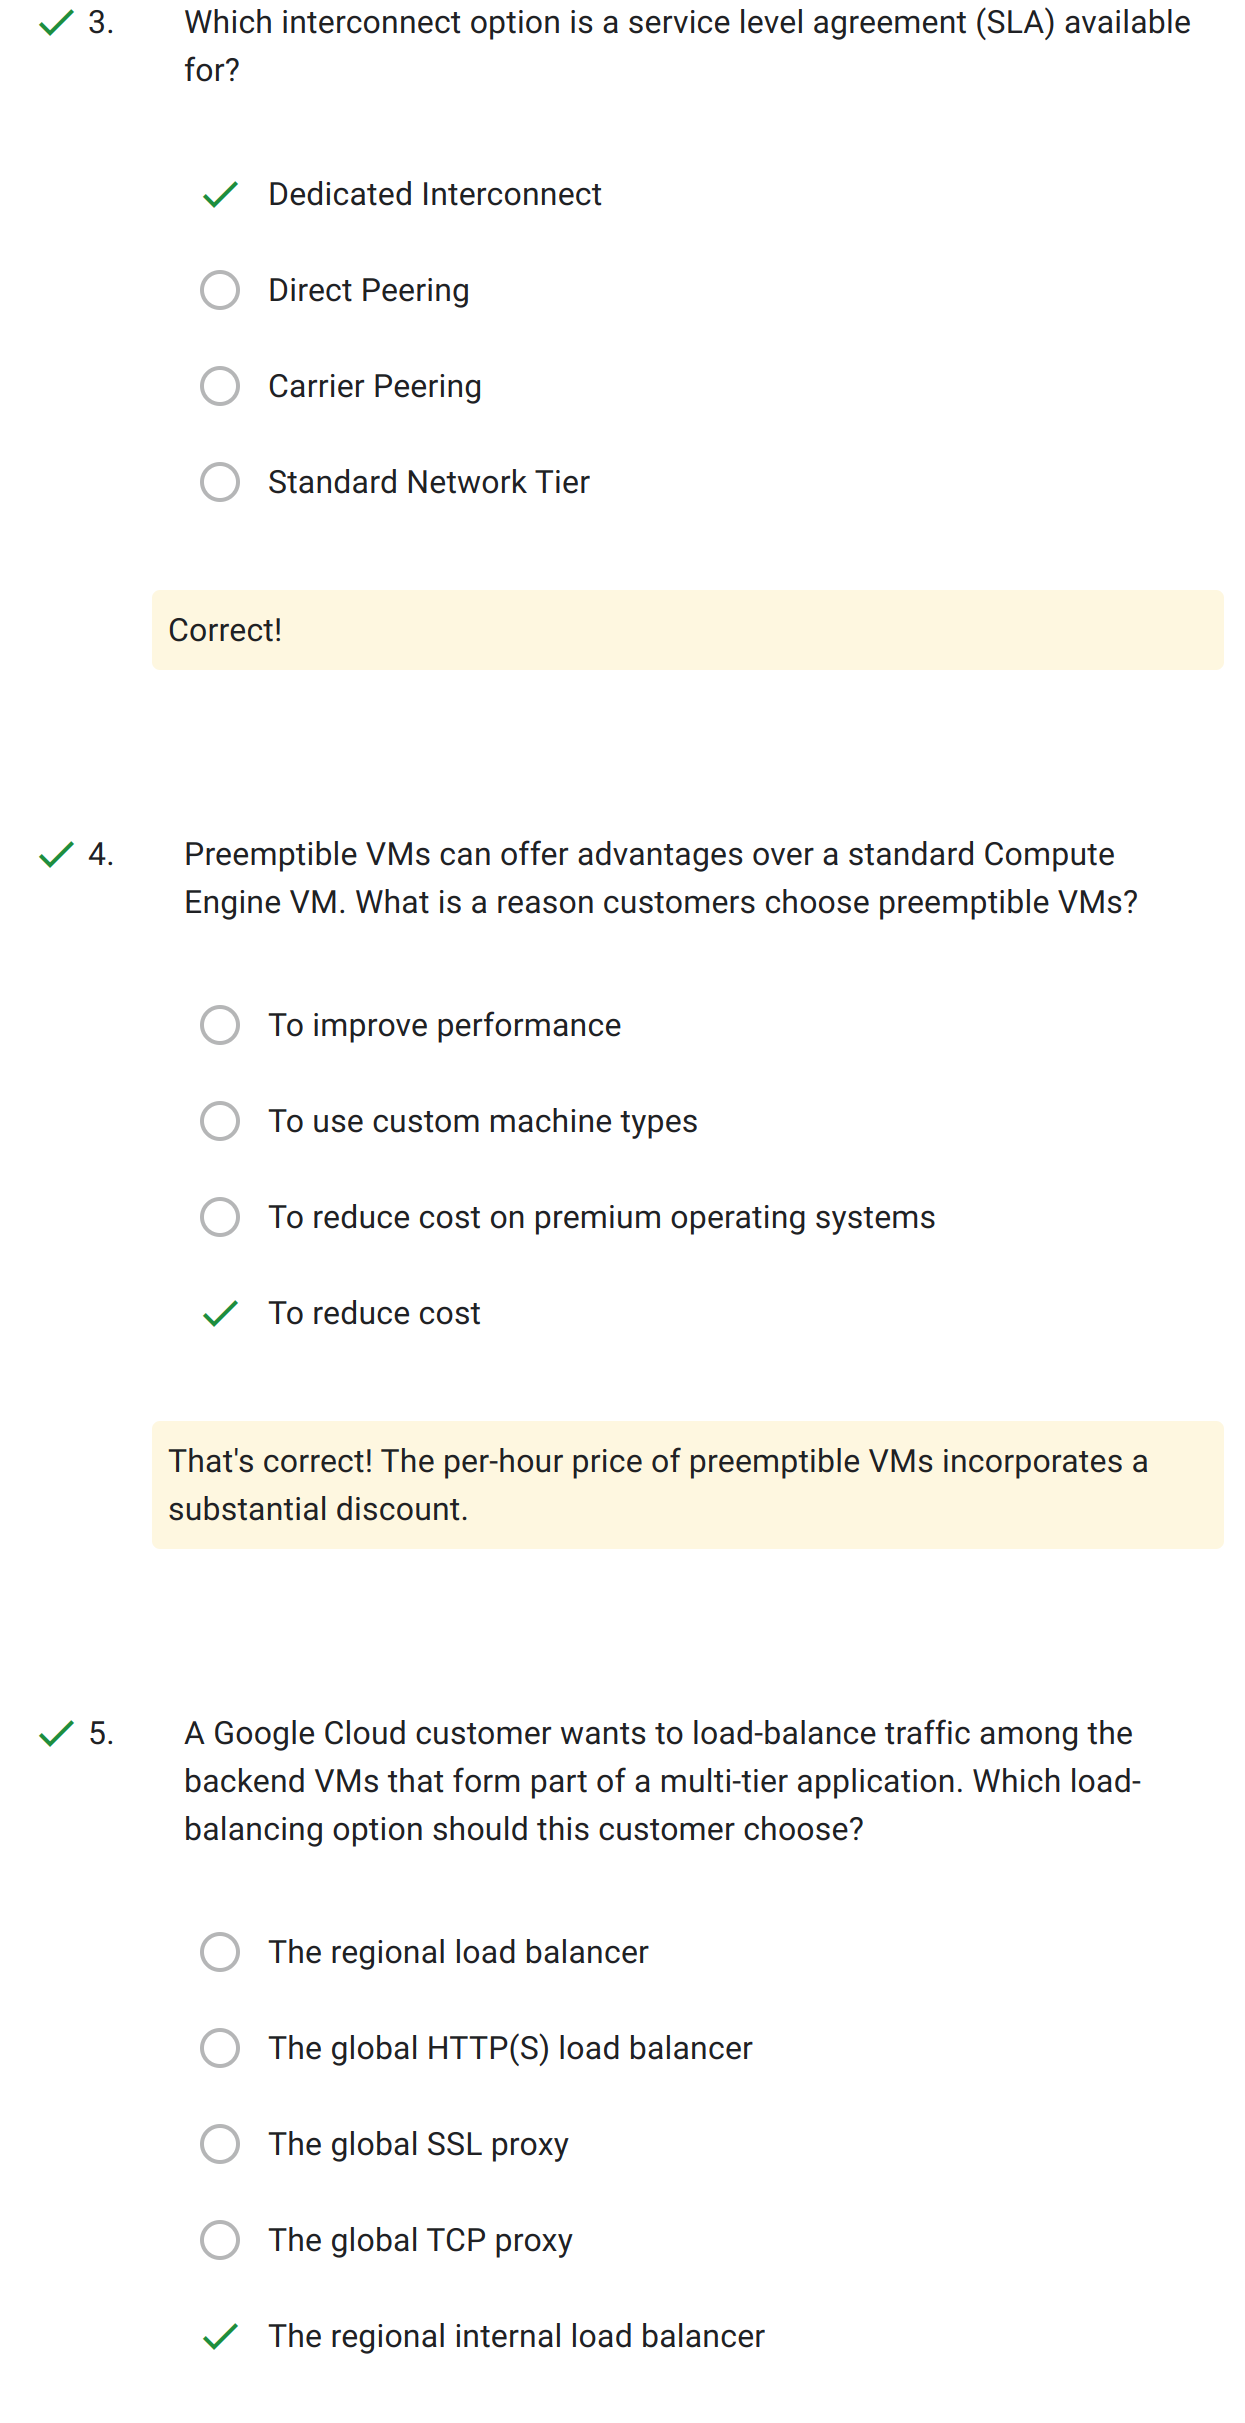 3. Which interconnect option is a service level agreement (SLA) available
for?
Dedicated Interconnect
Direct Peering
Carrier Peering
Standard Network Tier
Correct!
4. Preemptible VMs can offer advantages over a standard Compute
Engine VM. What is a reason customers choose preemptible VMs?
To improve performance
To use custom machine types
To reduce cost on premium operating systems
To reduce cost
That's correct! The per-hour price of preemptible VMs incorporates a
substantial discount.
5. A Google Cloud customer wants to load-balance traffic among the
backend VMs that form part of a multi-tier application. Which load-
balancing option should this customer choose?
The regional load balancer
The global HTTP(S) load balancer
The global SSL proxy
The global TCP proxy
The regional internal load balancer